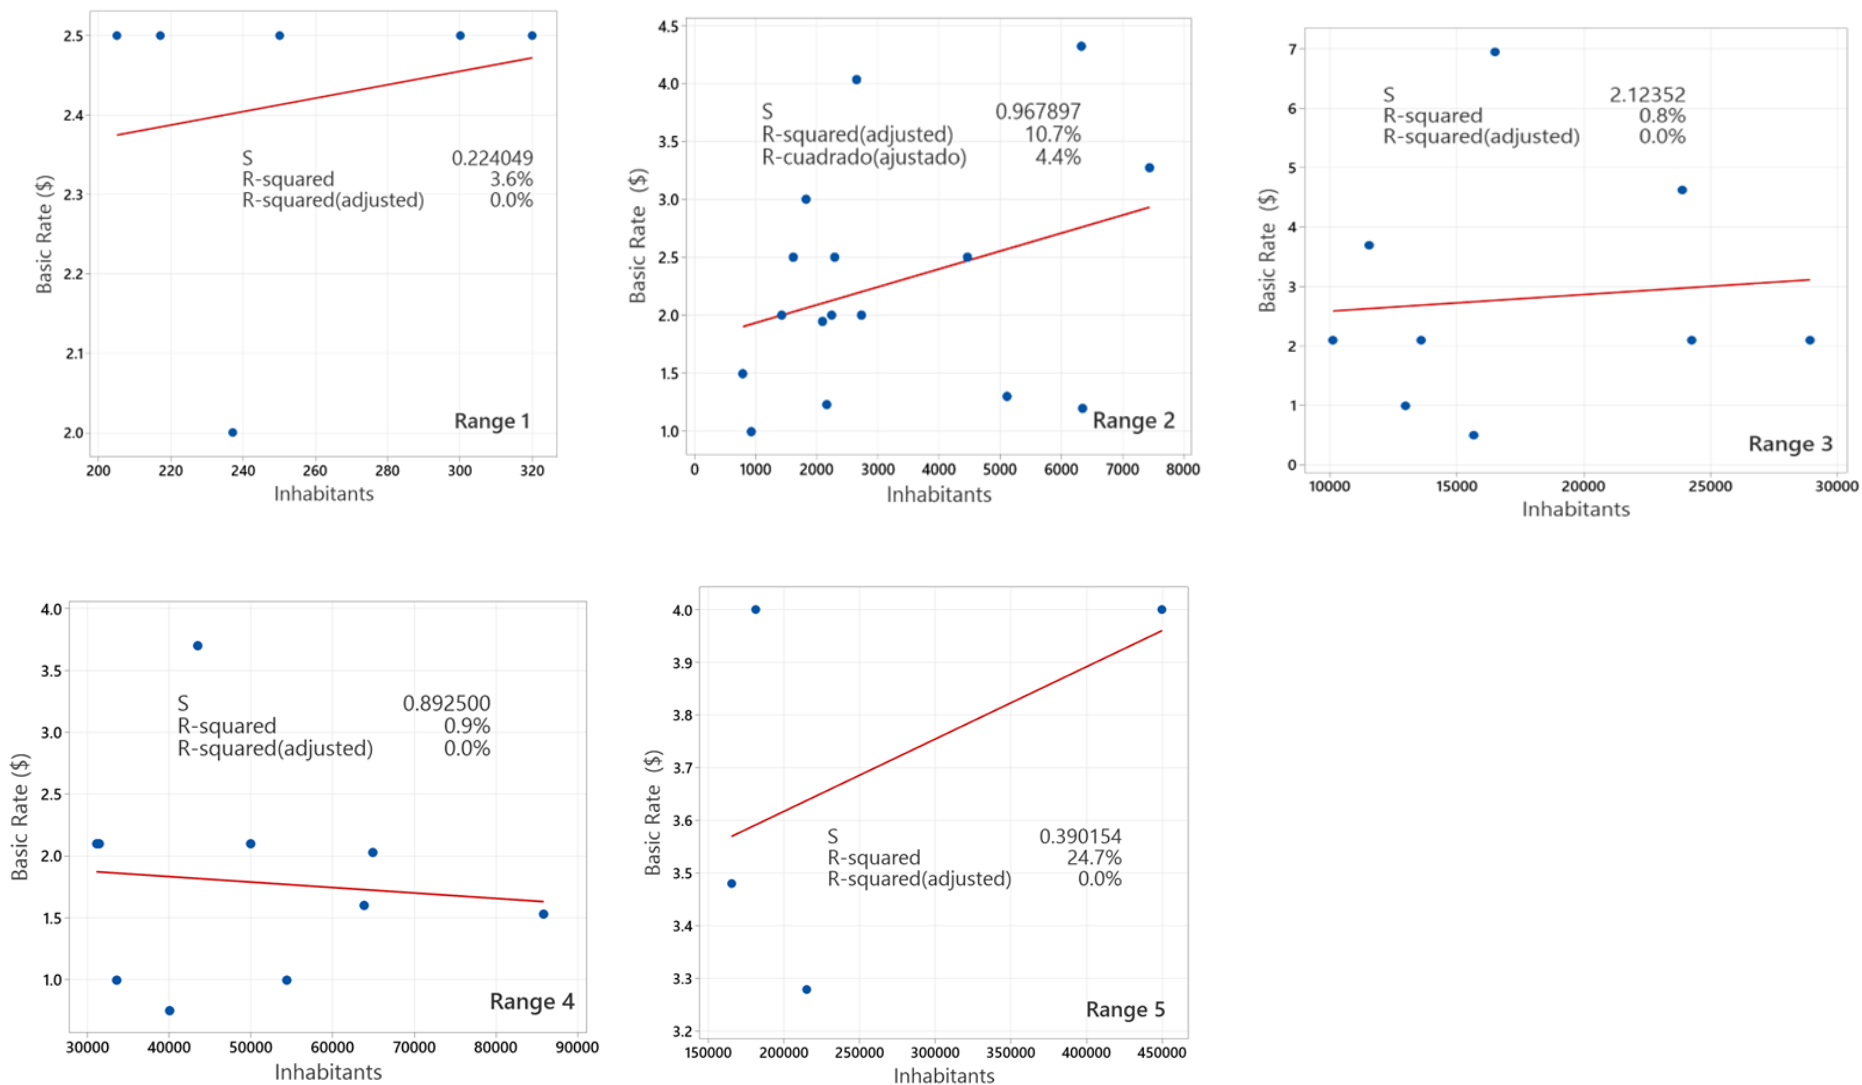 2.5
2.4
2.3
2.2
2.1
2.0
Basic Rate ($)
S 0.224049
R-squared 3.6%
R-squared(adjusted) 0.0%
Range 1
200 220 240 260 280 300 320
Inhabitants
4.5
4.0
3.5
3.0
2.5
2.0
1.5
1.0
Basic Rate ($)
S 0.967897
R-squared(adjusted) 10.7%
R-cuadrado(ajustado) 4.4%
Range 2
0 1000 2000 3000 4000 5000 6000 7000 8000
Inhabitants
7
6
5
4
3
2
1
0
Basic Rate ($)
S 2.12352
R-squared 0.8%
R-squared(adjusted) 0.0%
Range 3
10000 15000 20000 25000 30000
Inhabitants
4.0
3.5
3.0
2.5
2.0
1.5
1.0
Basic Rate ($)
S 0.892500
R-squared 0.9%
R-squared(adjusted) 0.0%
Range 4
30000 40000 50000 60000 70000 80000 90000
Inhabitants
4.0
3.9
3.8
3.7
3.6
3.5
3.4
3.3
3.2
Basic Rate ($)
S 0.390154
R-squared 24.7%
R-squared(adjusted) 0.0%
Range 5
150000 200000 250000 300000 350000 400000 450000
Inhabitants